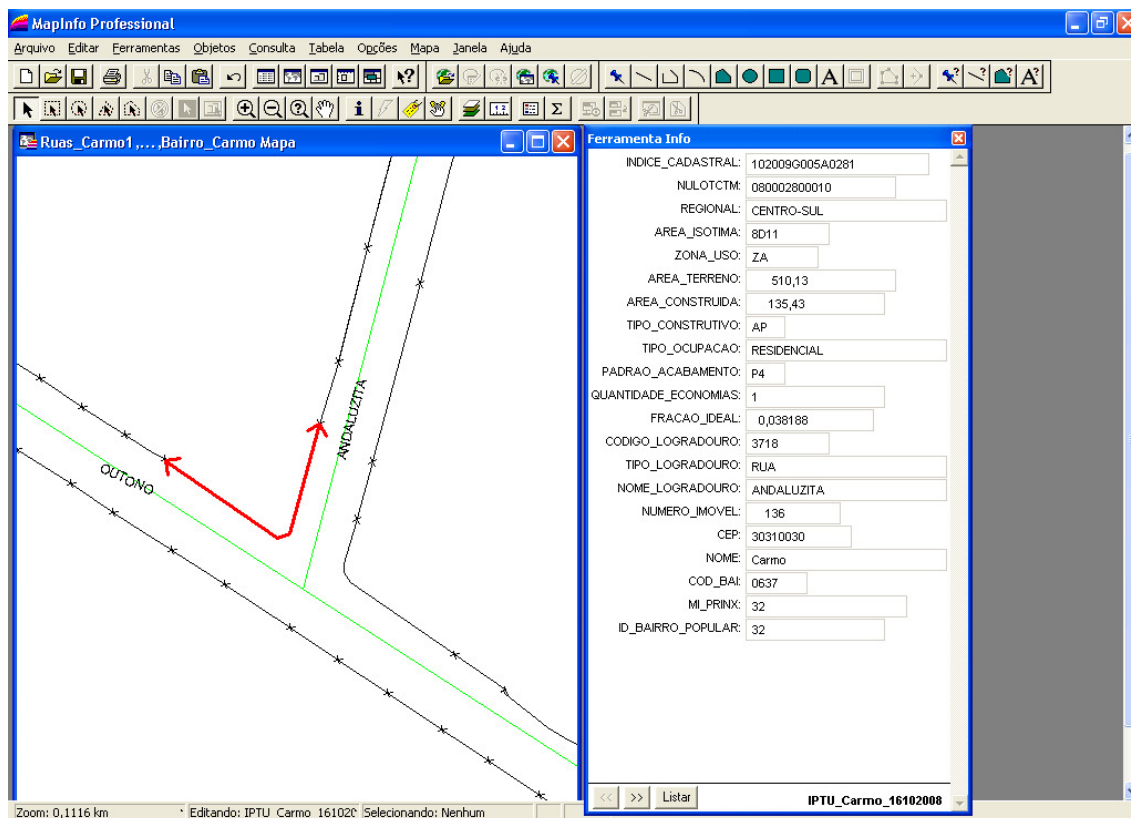 MapInfo Professional
Arquivo Editar Ferramentas Objetos Consulta Tabela Opções Mapa Janela Ajuda
A
A?
i
1.2
Σ
Ruas_Carmo1 ,... ,Bairro_Carmo Mapa
OUTONO
ANDALUZITA
Ferramenta Info
INDICE_CADASTRAL: 102009G005A0281
NULOTCTM: 080002800010
REGIONAL: CENTRO-SUL
AREA_ISOTIMA: 8D11
ZONA_USO: ZA
AREA_TERRENO: 510,13
AREA_CONSTRUIDA: 135,43
TIPO_CONSTRUTIVO: AP
TIPO_OCUPACAO: RESIDENCIAL
PADRAO_ACABAMENTO: P4
QUANTIDADE_ECONOMIAS: 1
FRACAO_IDEAL: 0,038188
CODIGO_LOGRADOURO: 3718
TIPO_LOGRADOURO: RUA
NOME_LOGRADOURO: ANDALUZITA
NUMERO_IMOVEL: 136
CEP: 30310030
NOME: Carmo
COD_BAI: 0637
MI_PRINX: 32
ID_BAIRRO_POPULAR: 32
<< >> Listar IPTU_Carmo_16102008
Zoom: 0,1116 km Editando: IPTU_Carmo_16102 Selecionando: Nenhum